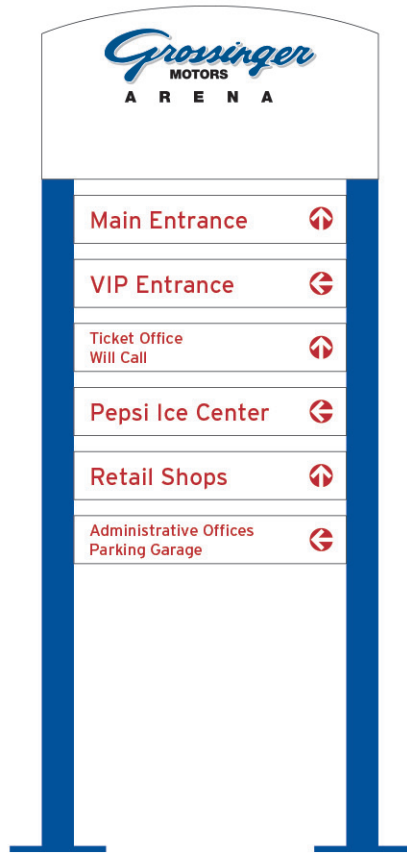 Grossinger
MOTORS
ARENA
Main Entrance
VIP Entrance
Ticket Office
Will Call
Pepsi Ice Center
Retail Shops
Administrative Offices
Parking Garage